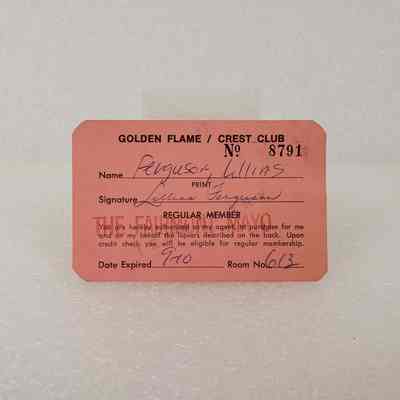 GOLDEN FLAME / CREST CLUB
Nº 8791
Name Ferguson, Lillias
PRINT
Signature Lillias Ferguson
REGULAR MEMBER
THE FAIRMONT MAYO
You are hereby authorized as my agent, to purchase for me
and on my behalf the liquors described on the back. Upon
credit check you will be eligible for regular membership.
Date Expired 9-10 Room No. 613